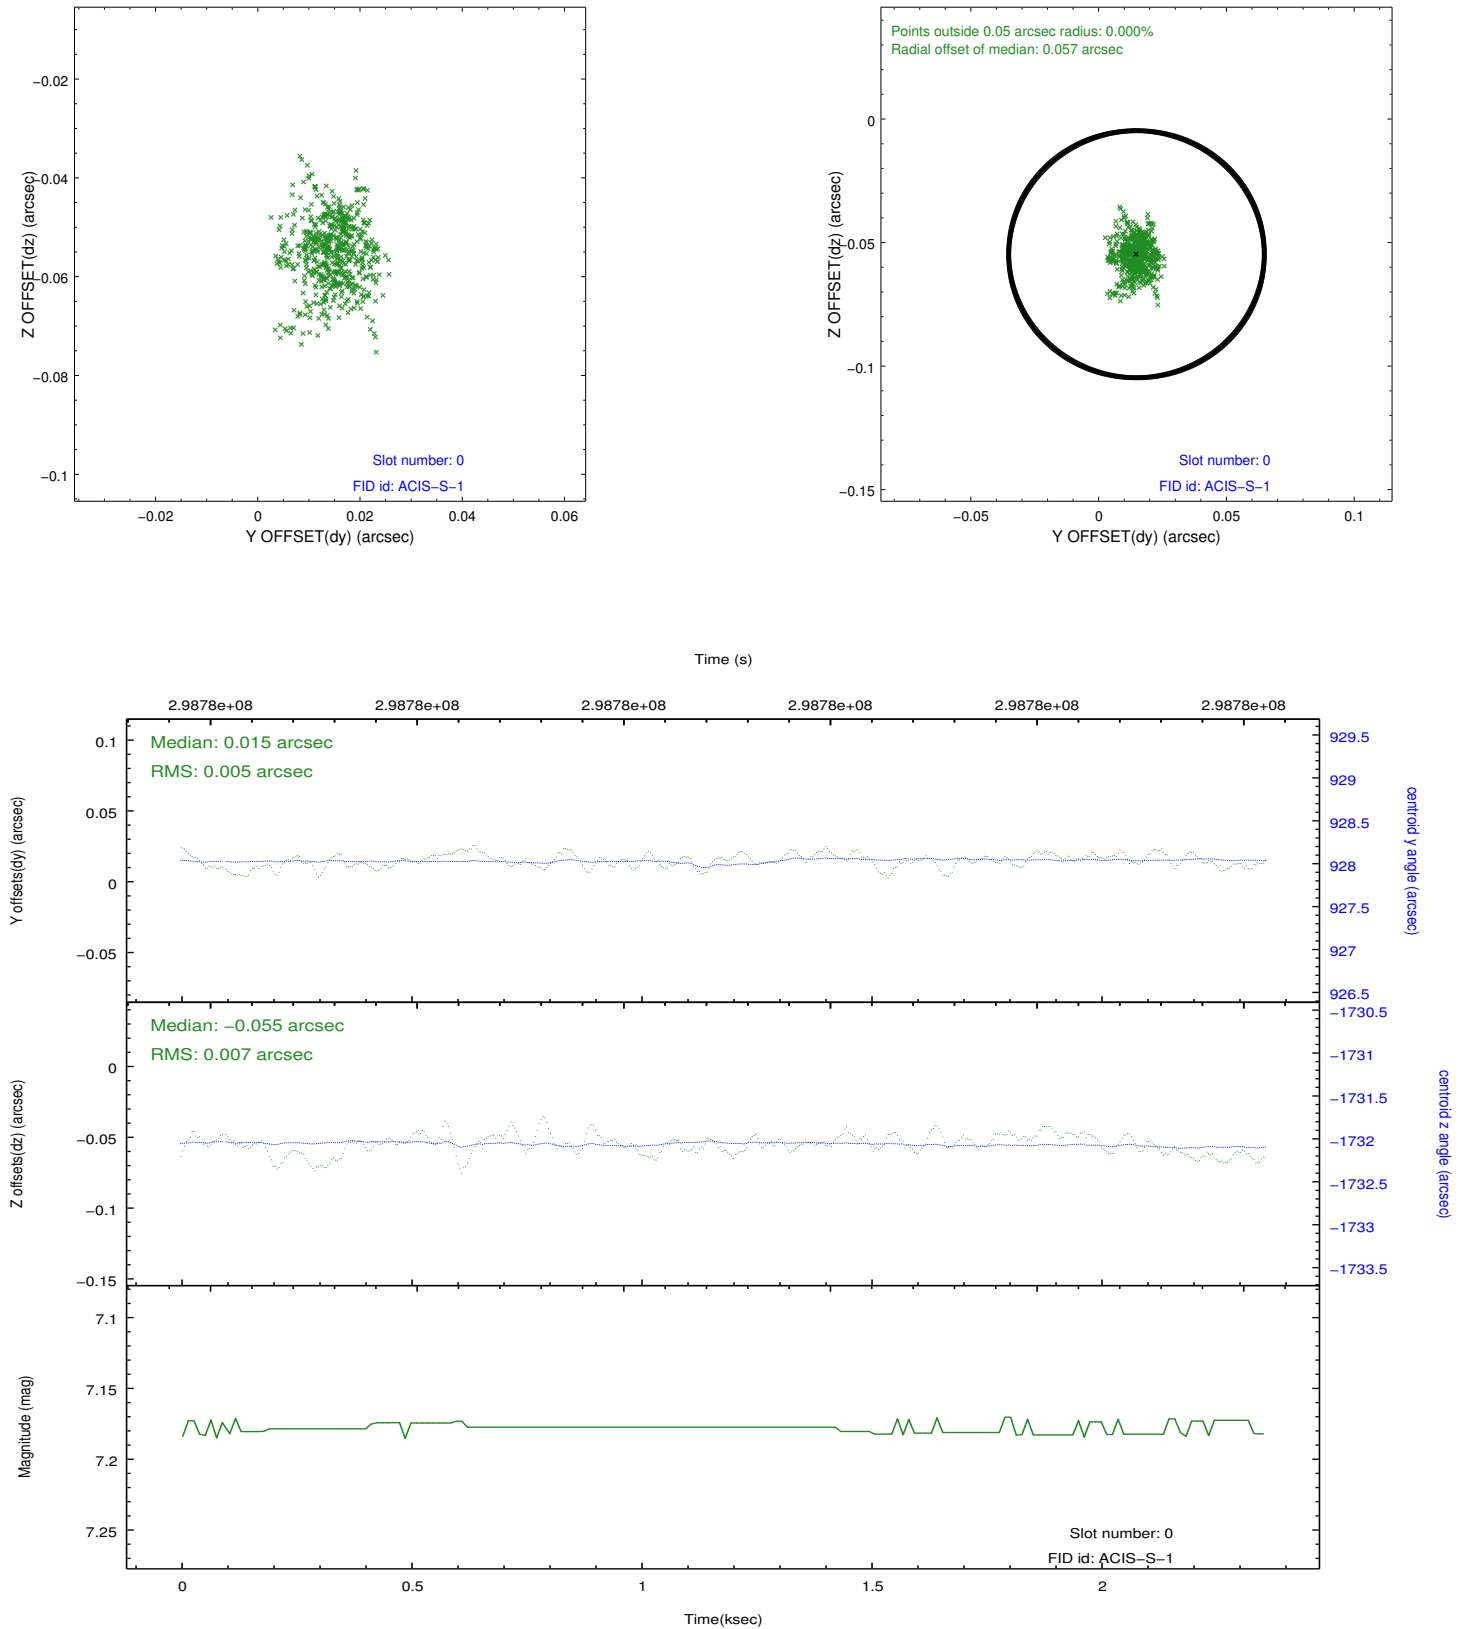 −0.02
−0.04
−0.06
−0.08
−0.1
Z OFFSET(dz) (arcsec)
Slot number: 0
FID id: ACIS−S−1
−0.02
0
0.02
0.04
0.06
Y OFFSET(dy) (arcsec)
Points outside 0.05 arcsec radius: 0.000%
Radial offset of median: 0.057 arcsec
0
−0.05
−0.1
−0.15
Z OFFSET(dz) (arcsec)
Slot number: 0
FID id: ACIS−S−1
−0.05
0
0.05
0.1
Y OFFSET(dy) (arcsec)
Time (s)
2.9878e+08
2.9878e+08
2.9878e+08
2.9878e+08
2.9878e+08
2.9878e+08
Median: 0.015 arcsec
RMS: 0.005 arcsec
0.1
0.05
0
−0.05
Y offsets(dy) (arcsec)
929.5
929
928.5
928
927.5
927
926.5
centroid y angle (arcsec)
Median: −0.055 arcsec
RMS: 0.007 arcsec
0
−0.05
−0.1
−0.15
Z offsets(dz) (arcsec)
−1730.5
−1731
−1731.5
−1732
−1732.5
−1733
−1733.5
centroid z angle (arcsec)
7.1
7.15
7.2
7.25
Magnitude (mag)
Slot number: 0
FID id: ACIS−S−1
0
0.5
1
1.5
2
Time(ksec)